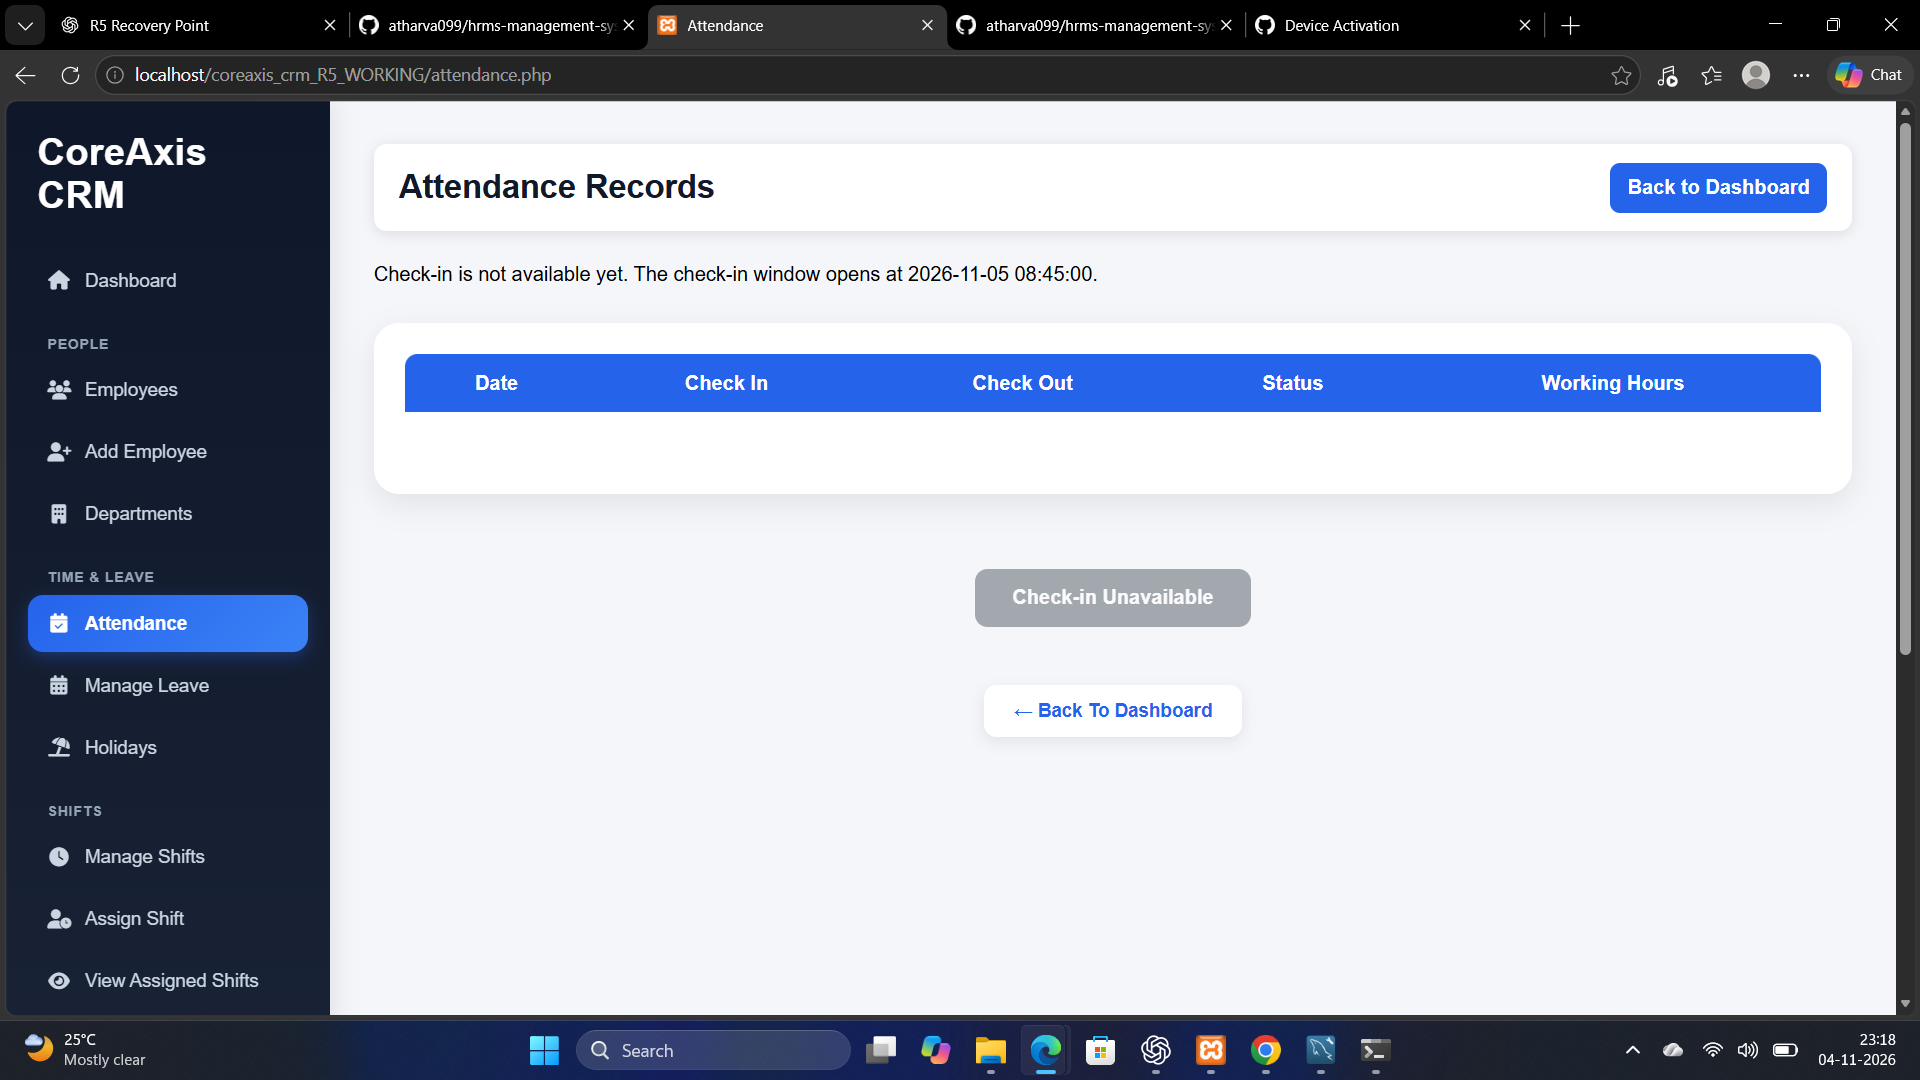 R5 Recovery Point
atharva099/hrms-management-sy
Attendance
atharva099/hrms-management-sy
Device Activation
localhost/coreaxis_crm_R5_WORKING/attendance.php
Chat
CoreAxis
CRM
Dashboard
PEOPLE
Employees
Add Employee
Departments
TIME & LEAVE
Attendance
Manage Leave
Holidays
SHIFTS
Manage Shifts
Assign Shift
View Assigned Shifts
Attendance Records
Back to Dashboard
Check-in is not available yet. The check-in window opens at 2026-11-05 08:45:00.
Date Check In Check Out Status Working Hours
Check-in Unavailable
← Back To Dashboard
25°C
Mostly clear
Search
23:18
04-11-2026